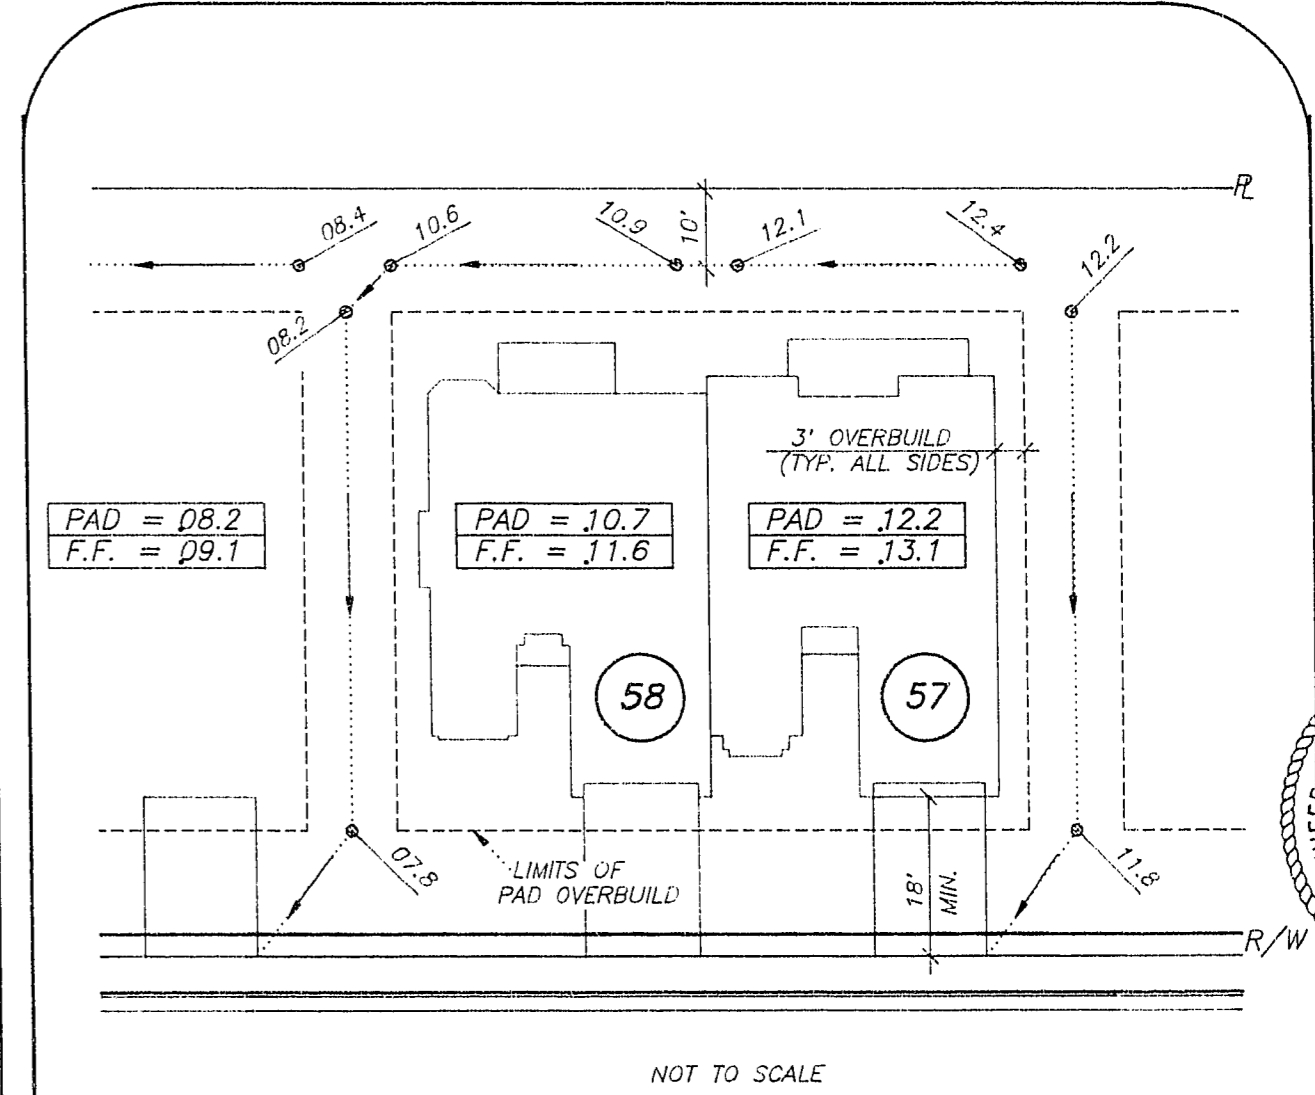 PL
08.4
10.6
10.9
10'
12.1
12.4
12.2
08.2
3' OVERBUILD
(TYP. ALL SIDES)
PAD = 08.2
F.F. = 09.1
PAD = .10.7
F.F. = .11.6
PAD = .12.2
F.F. = .13.1
58
57
07.8
LIMITS OF
PAD OVERBUILD
18'
MIN.
11.8
R/W
NOT TO SCALE